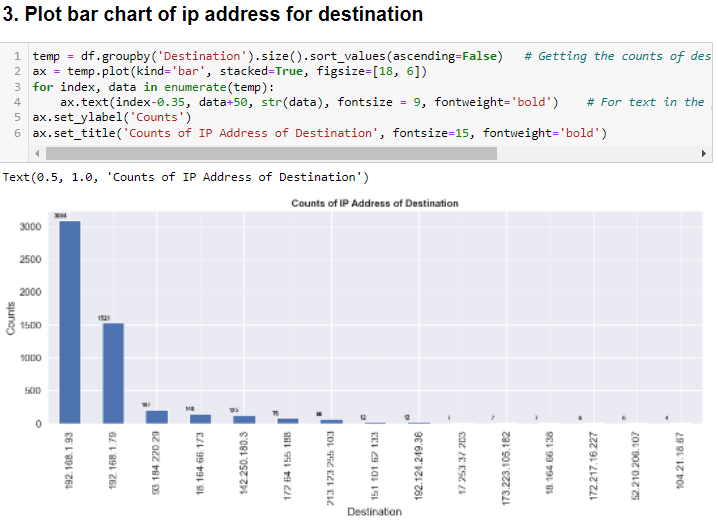 3. Plot bar chart of ip address for destination
1 temp = df.groupby('Destination').size().sort_values(ascending=False) # Getting the counts of des
2 ax = temp.plot(kind='bar', stacked=True, figsize=[18, 6])
3 for index, data in enumerate(temp):
4 ax.text(index-0.35, data+50, str(data), fontsize = 9, fontweight='bold') # For text in the
5 ax.set_ylabel('Counts')
6 ax.set_title('Counts of IP Address of Destination', fontsize=15, fontweight='bold')
Text(0.5, 1.0, 'Counts of IP Address of Destination')
Counts of IP Address of Destination
3000
2500
2000
1500
1000
500
0
Counts
1521
12
12
7
7
7
192.168.1.93
192.168.1.79
93.184.220.29
18.164.66.173
142.250.180.3
172.64.155.188
213.123.255.103
151.101.62.133
192.124.249.36
17.253.37.203
173.223.105.182
18.164.66.138
172.217.16.227
52.210.206.107
104.21.18.67
Destination